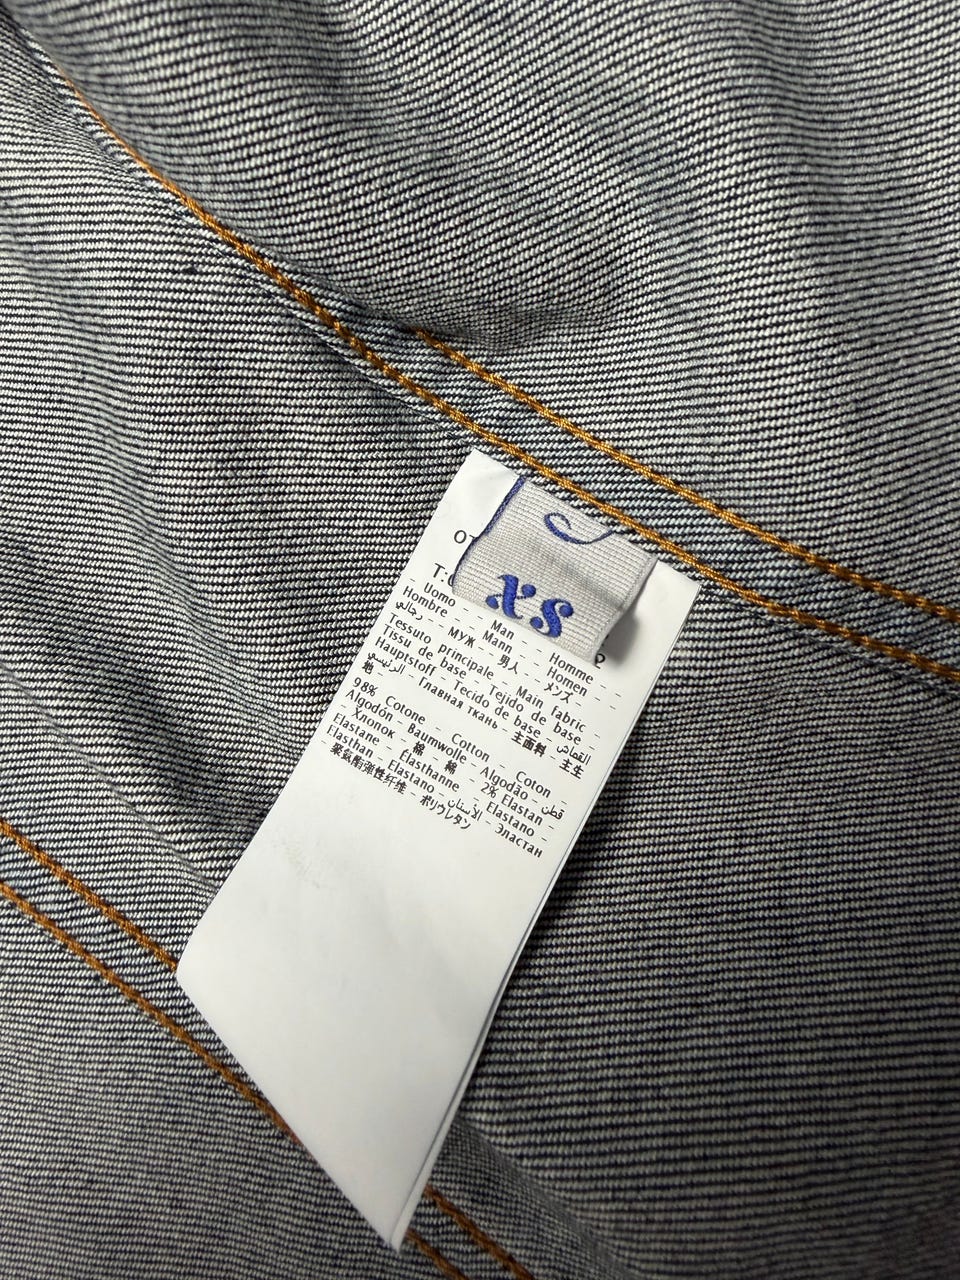 XS
Uomo - Man - Homme -
Hombre - Mann - Homen -
رجالي - МУЖ - 男人 - メンズ -
Tessuto principale - Main fabric -
Tissu de base - Tejido de base -
Hauptstoff - Tecido de base - القماش
الرئيسي - Главная ткань - 主面料 - 主生
地
98% Cotone - Cotton - Coton -
Algodón - Baumwolle - Algodão - قطن -
Хлопок - 棉 - 綿 - 2% Elastan -
Elastane - Élasthanne - Elastano -
Elasthan - Elastano - الأستان - Эластан
聚氨酯弹性纤维 - ポリウレタン